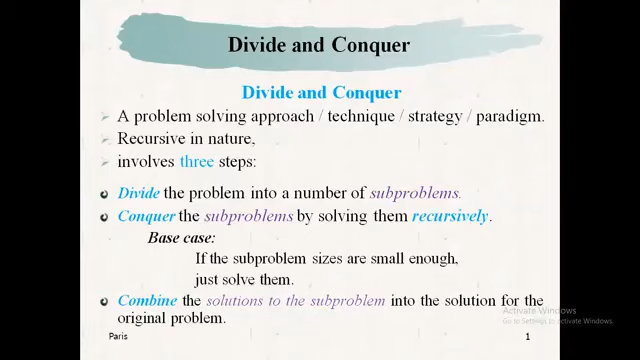 Divide and Conquer
Divide and Conquer
A problem solving approach / technique / strategy / paradigm.
Recursive in nature,
involves three steps:
Divide the problem into a number of subproblems.
Conquer the subproblems by solving them recursively.
Base case:
If the subproblem sizes are small enough,
just solve them.
Combine the solutions to the subproblem into the solution for the
original problem.
Activate Windows
Go to Settings to activate Windows.
Paris 1